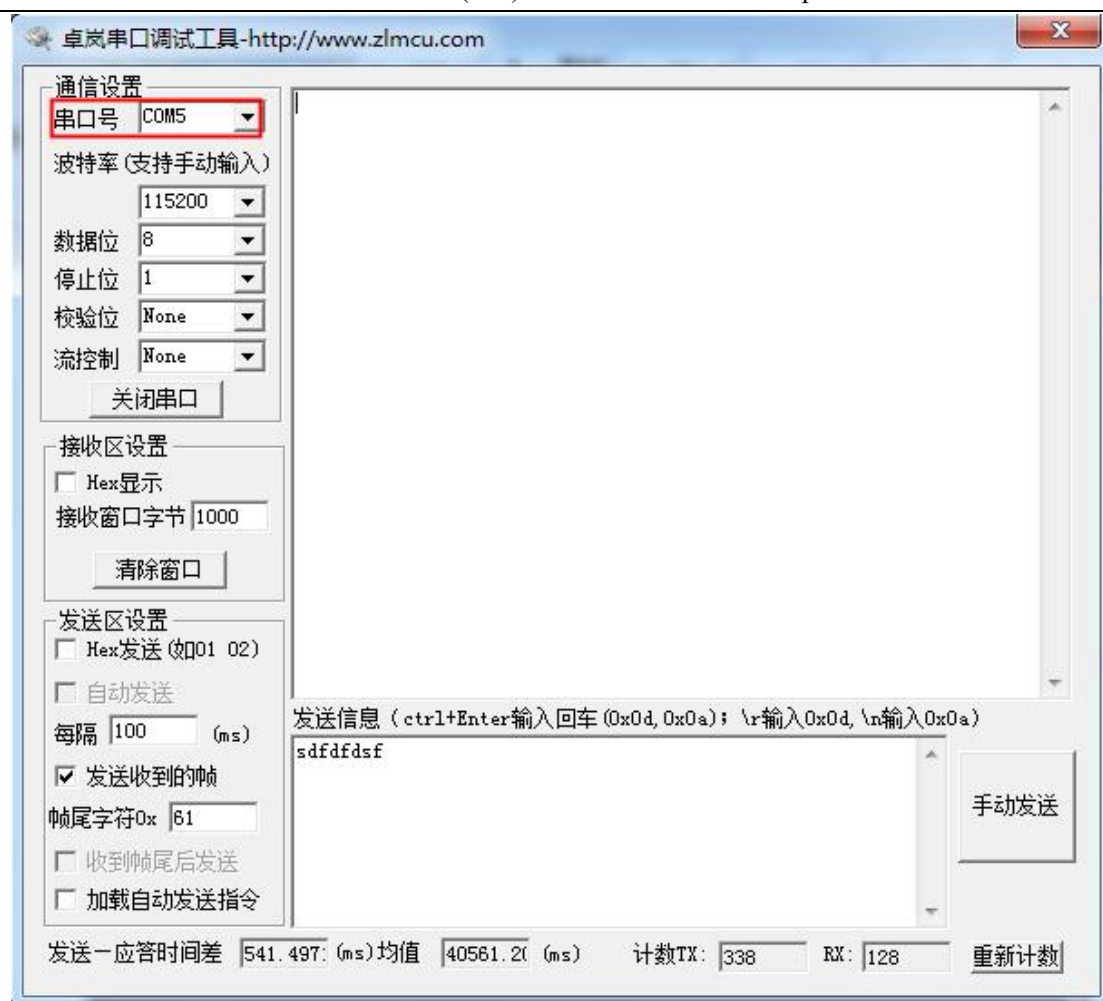 卓岚串口调试工具-http://www.zlmcu.com
通信设置
串口号 COM5
波特率(支持手动输入)
115200
数据位 8
停止位 1
校验位 None
流控制 None
关闭串口
接收区设置
Hex显示
接收窗口字节 1000
清除窗口
发送区设置
Hex发送(如01 02)
自动发送
每隔 100 (ms)
发送收到的帧
帧尾字符0x 61
收到帧尾后发送
加载自动发送指令
发送信息(ctrl+Enter输入回车(0x0d,0x0a); \r输入0x0d, \n输入0x0a)
sdfdfdsf
手动发送
发送一应答时间差 541.497 (ms)均值 40561.2 (ms) 计数TX: 338 RX: 128 重新计数